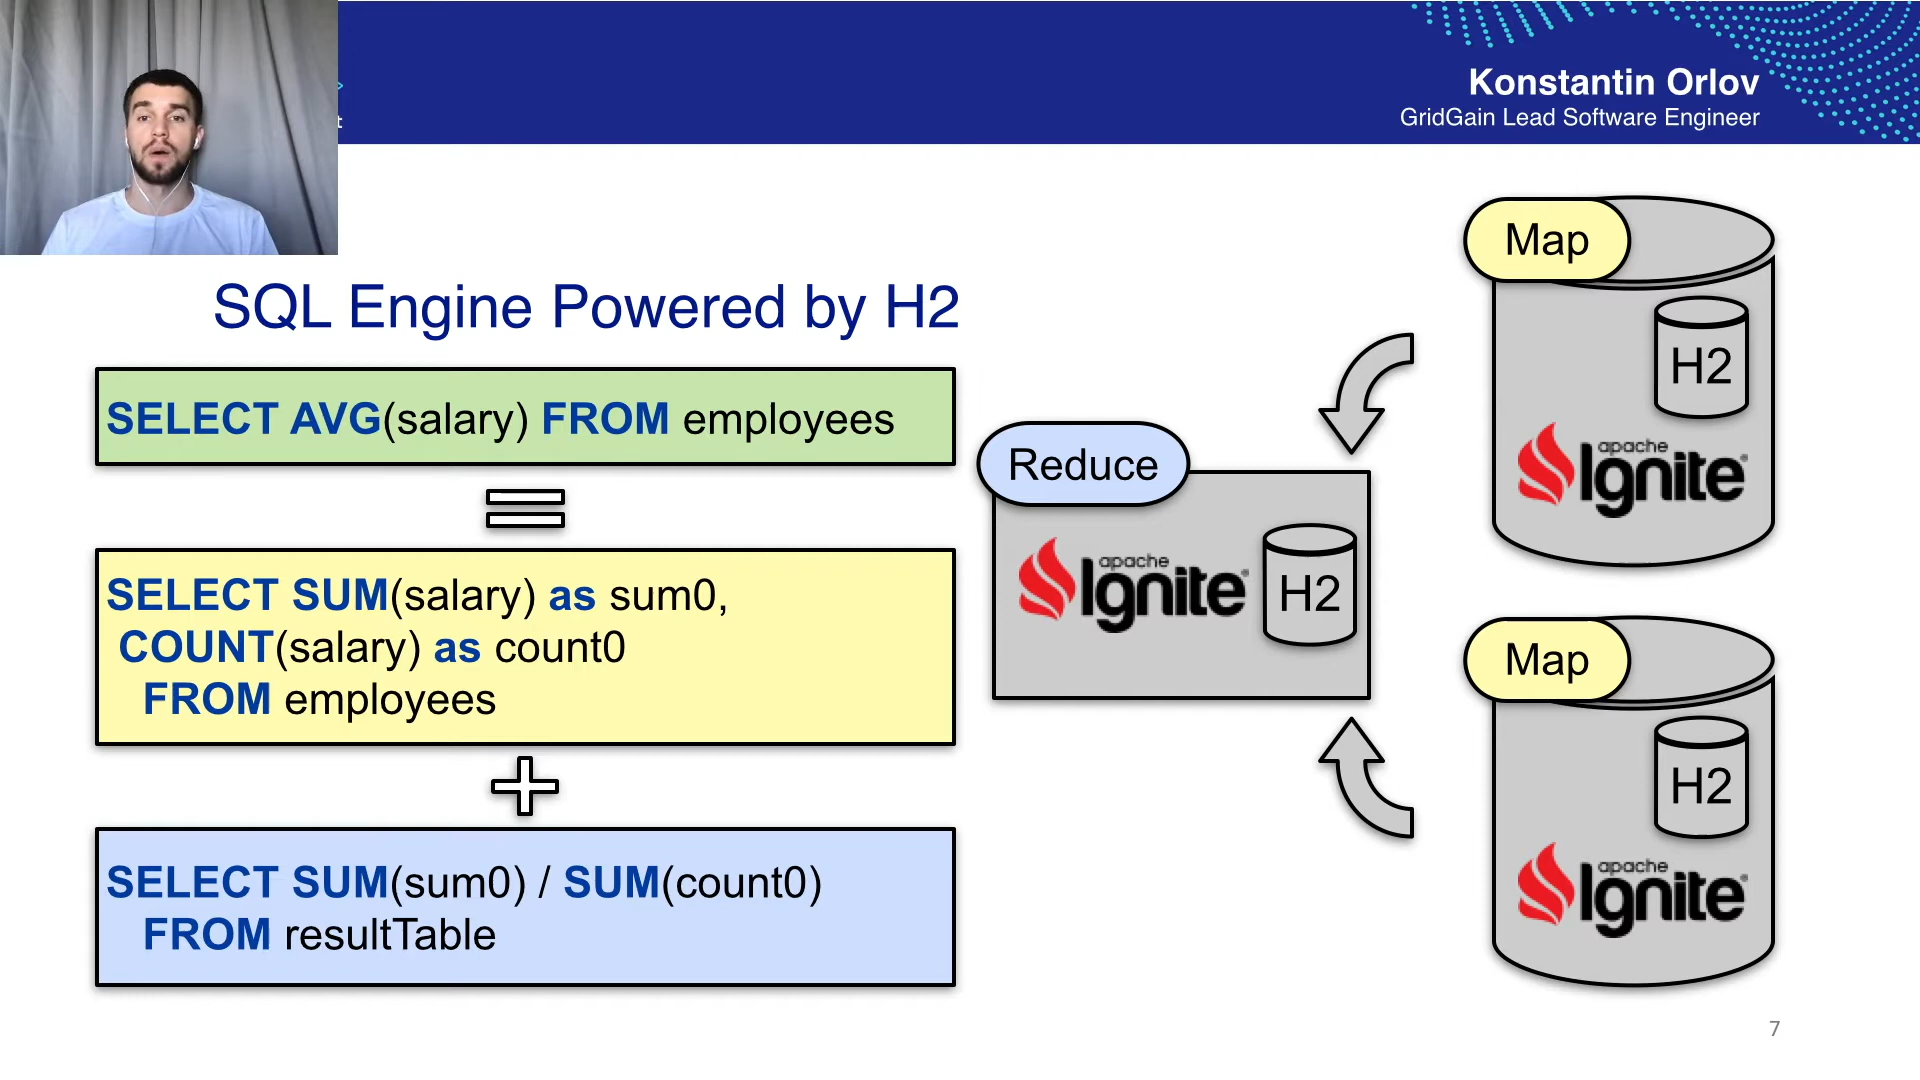 Konstantin Orlov
GridGain Lead Software Engineer
t
SQL Engine Powered by H2
SELECT AVG(salary) FROM employees
SELECT SUM(salary) as sum0,
COUNT(salary) as count0
FROM employees
SELECT SUM(sum0) / SUM(count0)
FROM resultTable
Reduce
apache
Ignite
H2
Map
H2
apache
Ignite
Map
H2
apache
Ignite
7